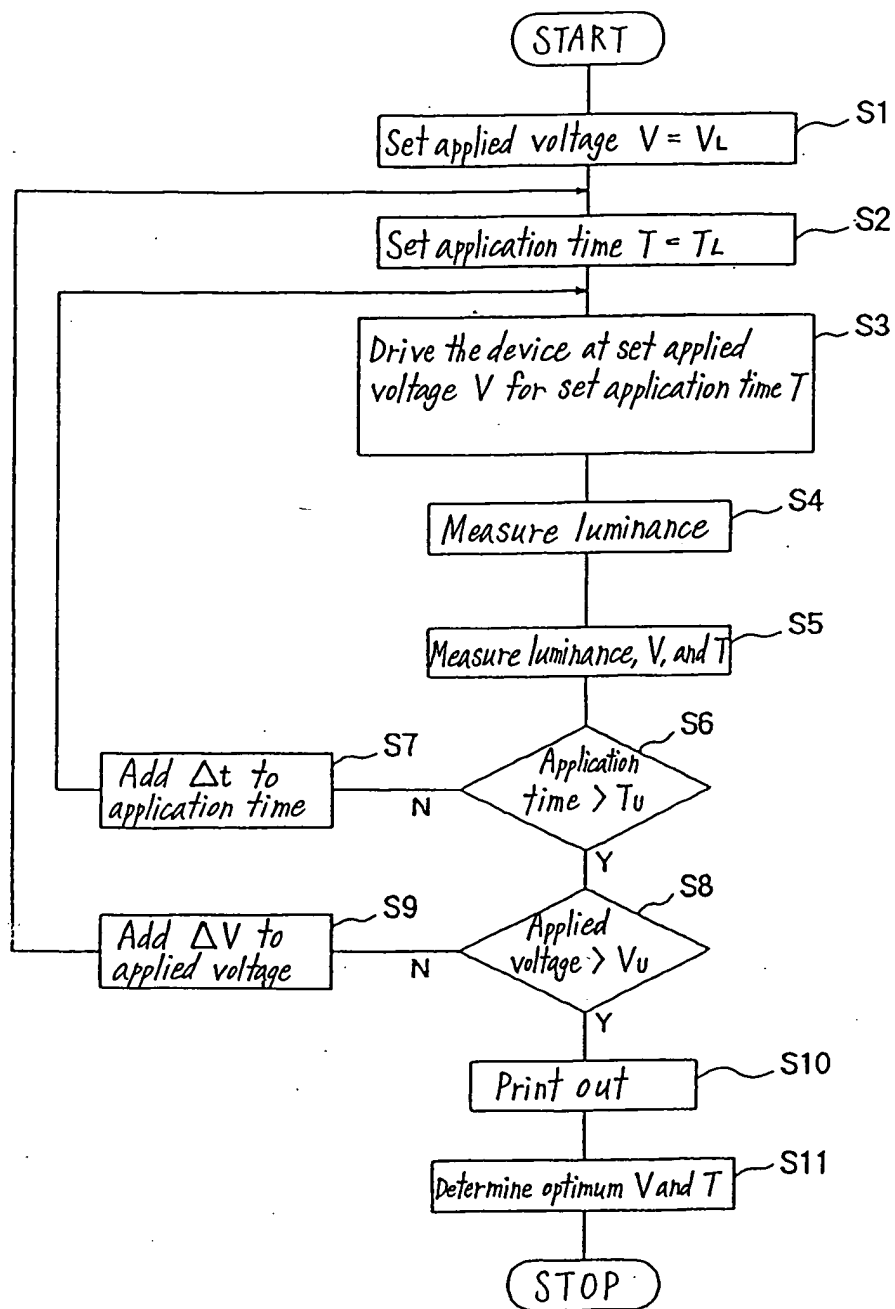 START
S1
Set applied voltage V = VL
S2
Set application time T = TL
S3
Drive the device at set applied
voltage V for set application time T
S4
Measure luminance
S5
Measure luminance, V, and T
S6
Application
time > TU
S7
Add Δt to
application time
N
Y
S8
Applied
voltage > VU
S9
Add ΔV to
applied voltage
N
Y
S10
Print out
S11
Determine optimum V and T
STOP